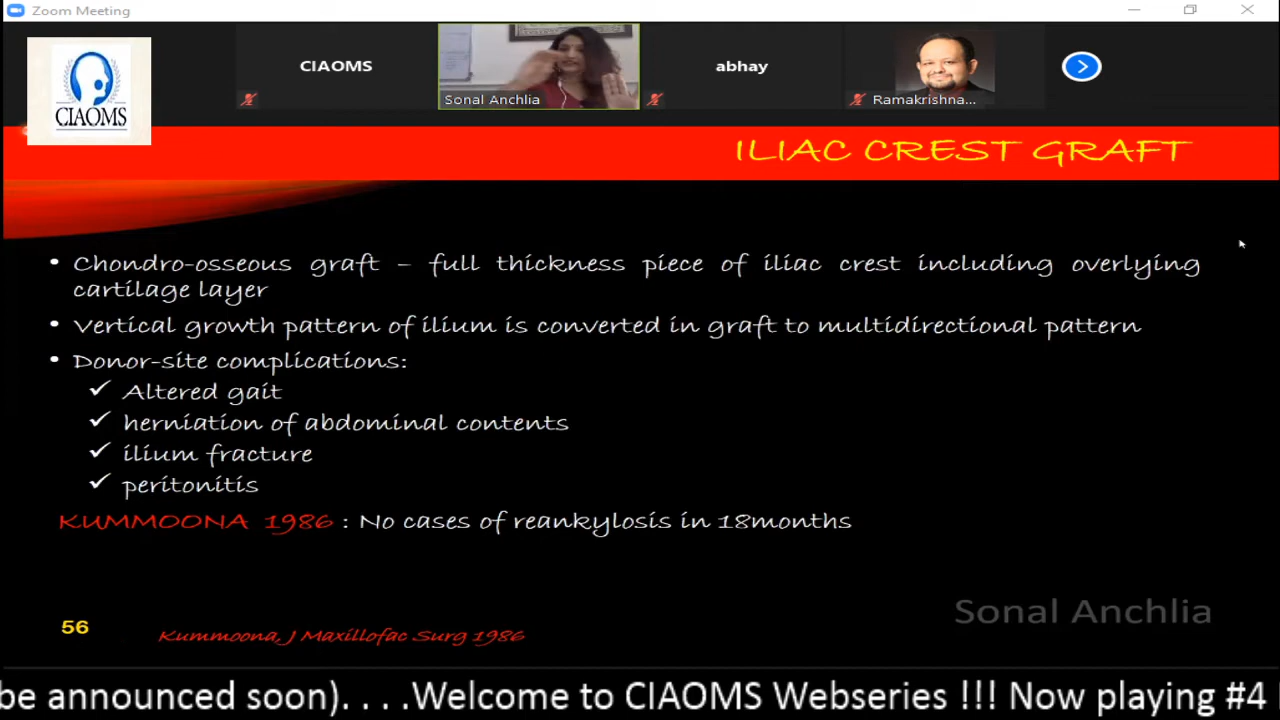 Zoom Meeting
CIAOMS
CIAOMS
Sonal Anchlia
abhay
Ramakrishna...
ILIAC CREST GRAFT
• Chondro-osseous graft – full thickness piece of iliac crest including overlying
cartilage layer
• Vertical growth pattern of ilium is converted in graft to multidirectional pattern
• Donor-site complications:
✓ Altered gait
✓ herniation of abdominal contents
✓ ilium fracture
✓ peritonitis
KUMMOONA 1986 : No cases of reankylosis in 18months
Sonal Anchlia
56
Kummoona, J Maxillofac Surg 1986
be announced soon). . . .Welcome to CIAOMS Webseries !!! Now playing #4